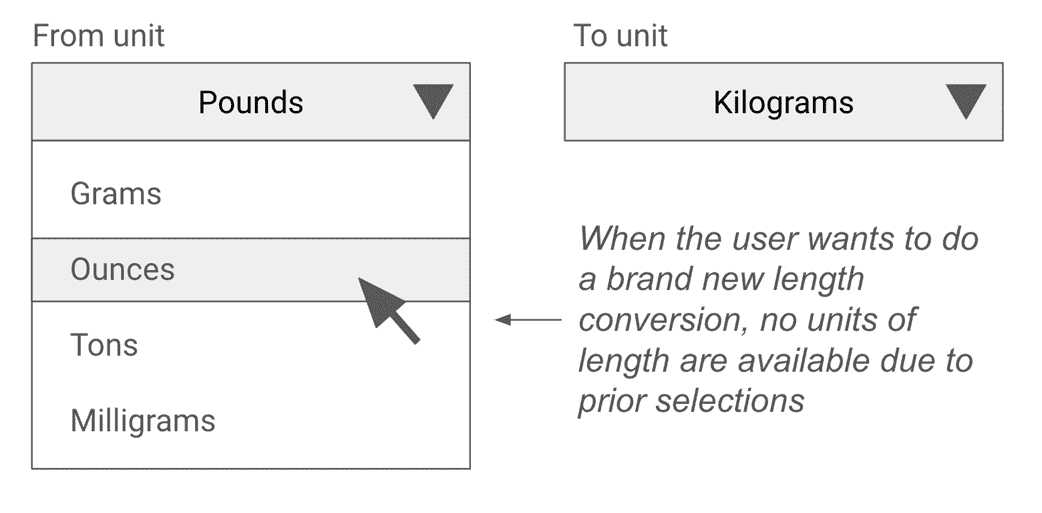 From unit
To unit
Pounds
Kilograms
Grams
Ounces
Tons
Milligrams
When the user wants to do
a brand new length
conversion, no units of
length are available due to
prior selections